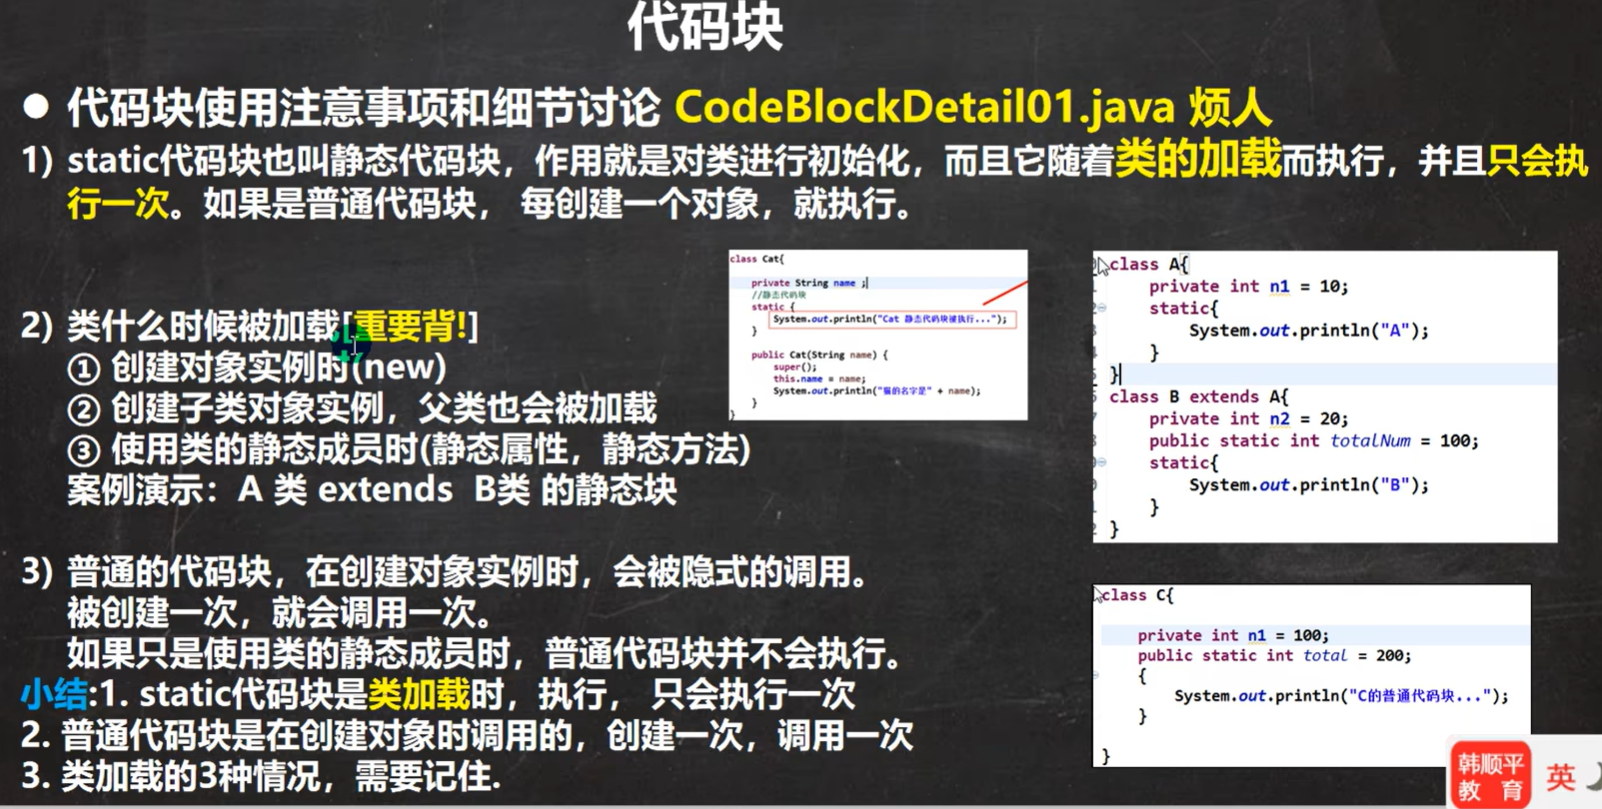 代码块
● 代码块使用注意事项和细节讨论 CodeBlockDetail01.java 烦人
1) static代码块也叫静态代码块，作用就是对类进行初始化，而且它随着类的加载而执行，并且只会执
行一次。如果是普通代码块， 每创建一个对象，就执行。
2) 类什么时候被加载[重要背!]
① 创建对象实例时(new)
② 创建子类对象实例，父类也会被加载
③ 使用类的静态成员时(静态属性，静态方法)
案例演示：A 类 extends B类 的静态块
3) 普通的代码块，在创建对象实例时，会被隐式的调用。
被创建一次，就会调用一次。
如果只是使用类的静态成员时，普通代码块并不会执行。
小结:1. static代码块是类加载时，执行， 只会执行一次
2. 普通代码块是在创建对象时调用的，创建一次，调用一次
3. 类加载的3种情况，需要记住.
class Cat{
private String name ;
//静态代码块
static {
System.out.println("Cat 静态代码块被执行...");
}
public Cat(String name) {
super();
this.name = name;
System.out.println("猫的名字是" + name);
}
}
class A{
private int n1 = 10;
static{
System.out.println("A");
}
}
class B extends A{
private int n2 = 20;
public static int totalNum = 100;
static{
System.out.println("B");
}
}
class C{
private int n1 = 100;
public static int total = 200;
{
System.out.println("C的普通代码块...");
}
}
韩顺平
教 育
英